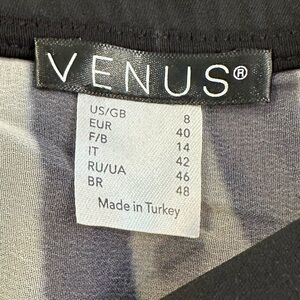 VENUS®
US/GB 8
EUR 40
F/B 14
IT 42
RU/UA 46
BR 48
Made in Turkey